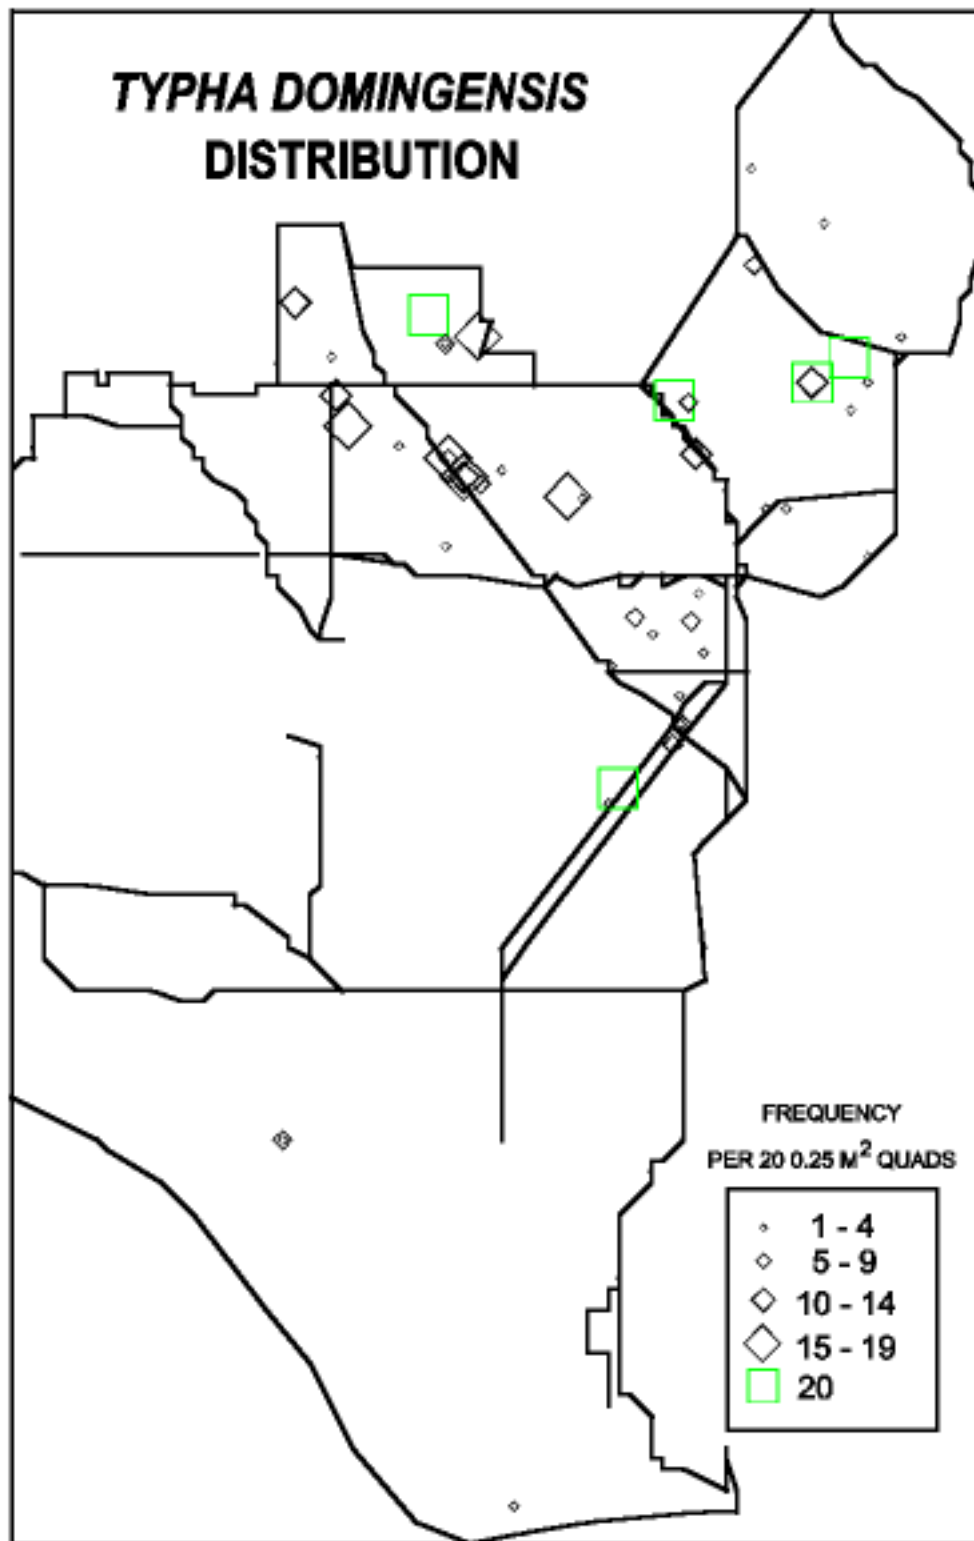 TYPHA DOMINGENSIS
DISTRIBUTION
FREQUENCY
PER 20 0.25 M² QUADS
1 - 4
5 - 9
10 - 14
15 - 19
20